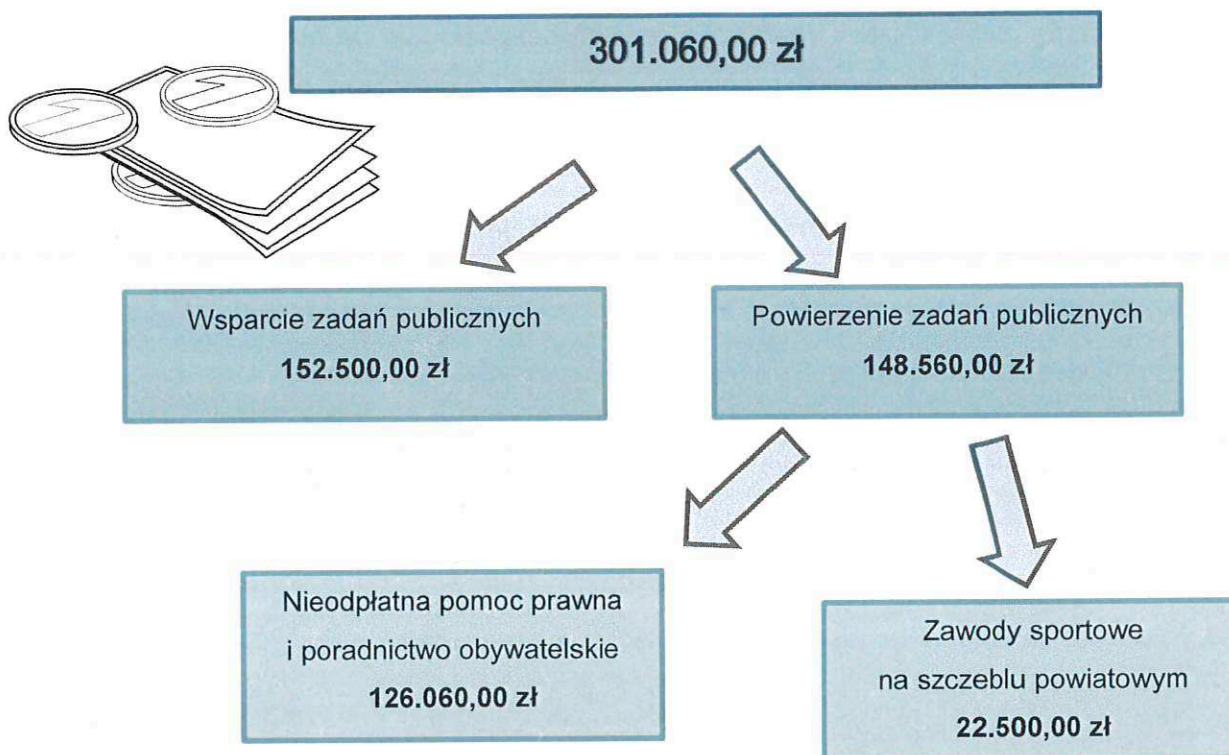 301.060,00 zł
Wsparcie zadań publicznych
152.500,00 zł
Powierzenie zadań publicznych
148.560,00 zł
Nieodpłatna pomoc prawna
i poradnictwo obywatelskie
126.060,00 zł
Zawody sportowe
na szczeblu powiatowym
22.500,00 zł